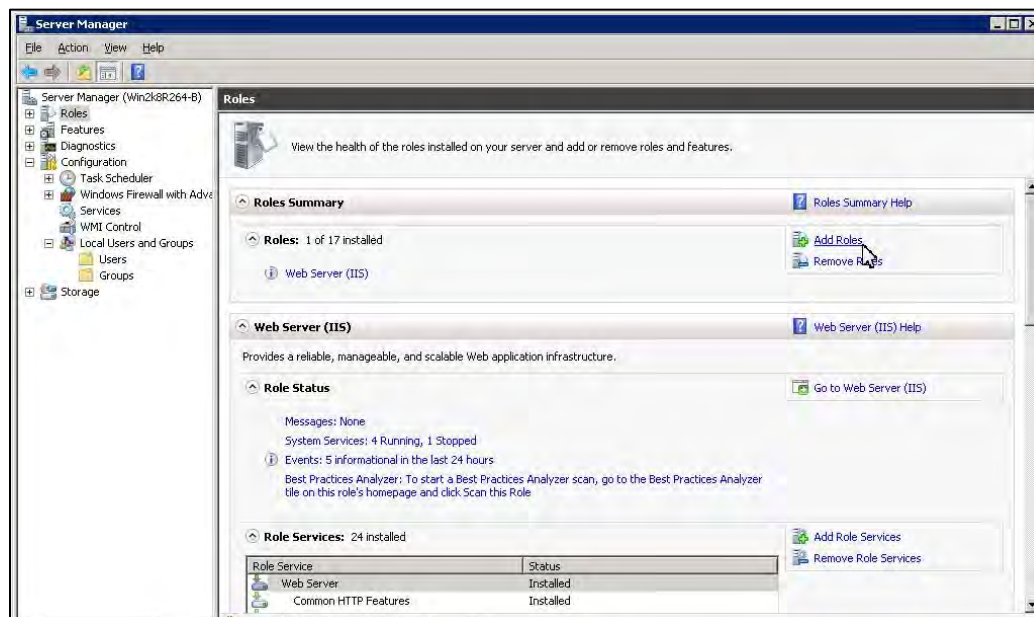 Server Manager
File Action View Help
Server Manager (Win2k8R264-B)
Roles
Features
Diagnostics
Configuration
Task Scheduler
Windows Firewall with Adva
Services
WMI Control
Local Users and Groups
Users
Groups
Storage
Roles
View the health of the roles installed on your server and add or remove roles and features.
Roles Summary
Roles Summary Help
Roles: 1 of 17 installed
Add Roles
Web Server (IIS)
Remove Roles
Web Server (IIS)
Web Server (IIS) Help
Provides a reliable, manageable, and scalable Web application infrastructure.
Role Status
Go to Web Server (IIS)
Messages: None
System Services: 4 Running, 1 Stopped
Events: 5 informational in the last 24 hours
Best Practices Analyzer: To start a Best Practices Analyzer scan, go to the Best Practices Analyzer
tile on this role's homepage and click Scan this Role
Role Services: 24 installed
Add Role Services
Remove Role Services
Role Service Status
Web Server Installed
Common HTTP Features Installed